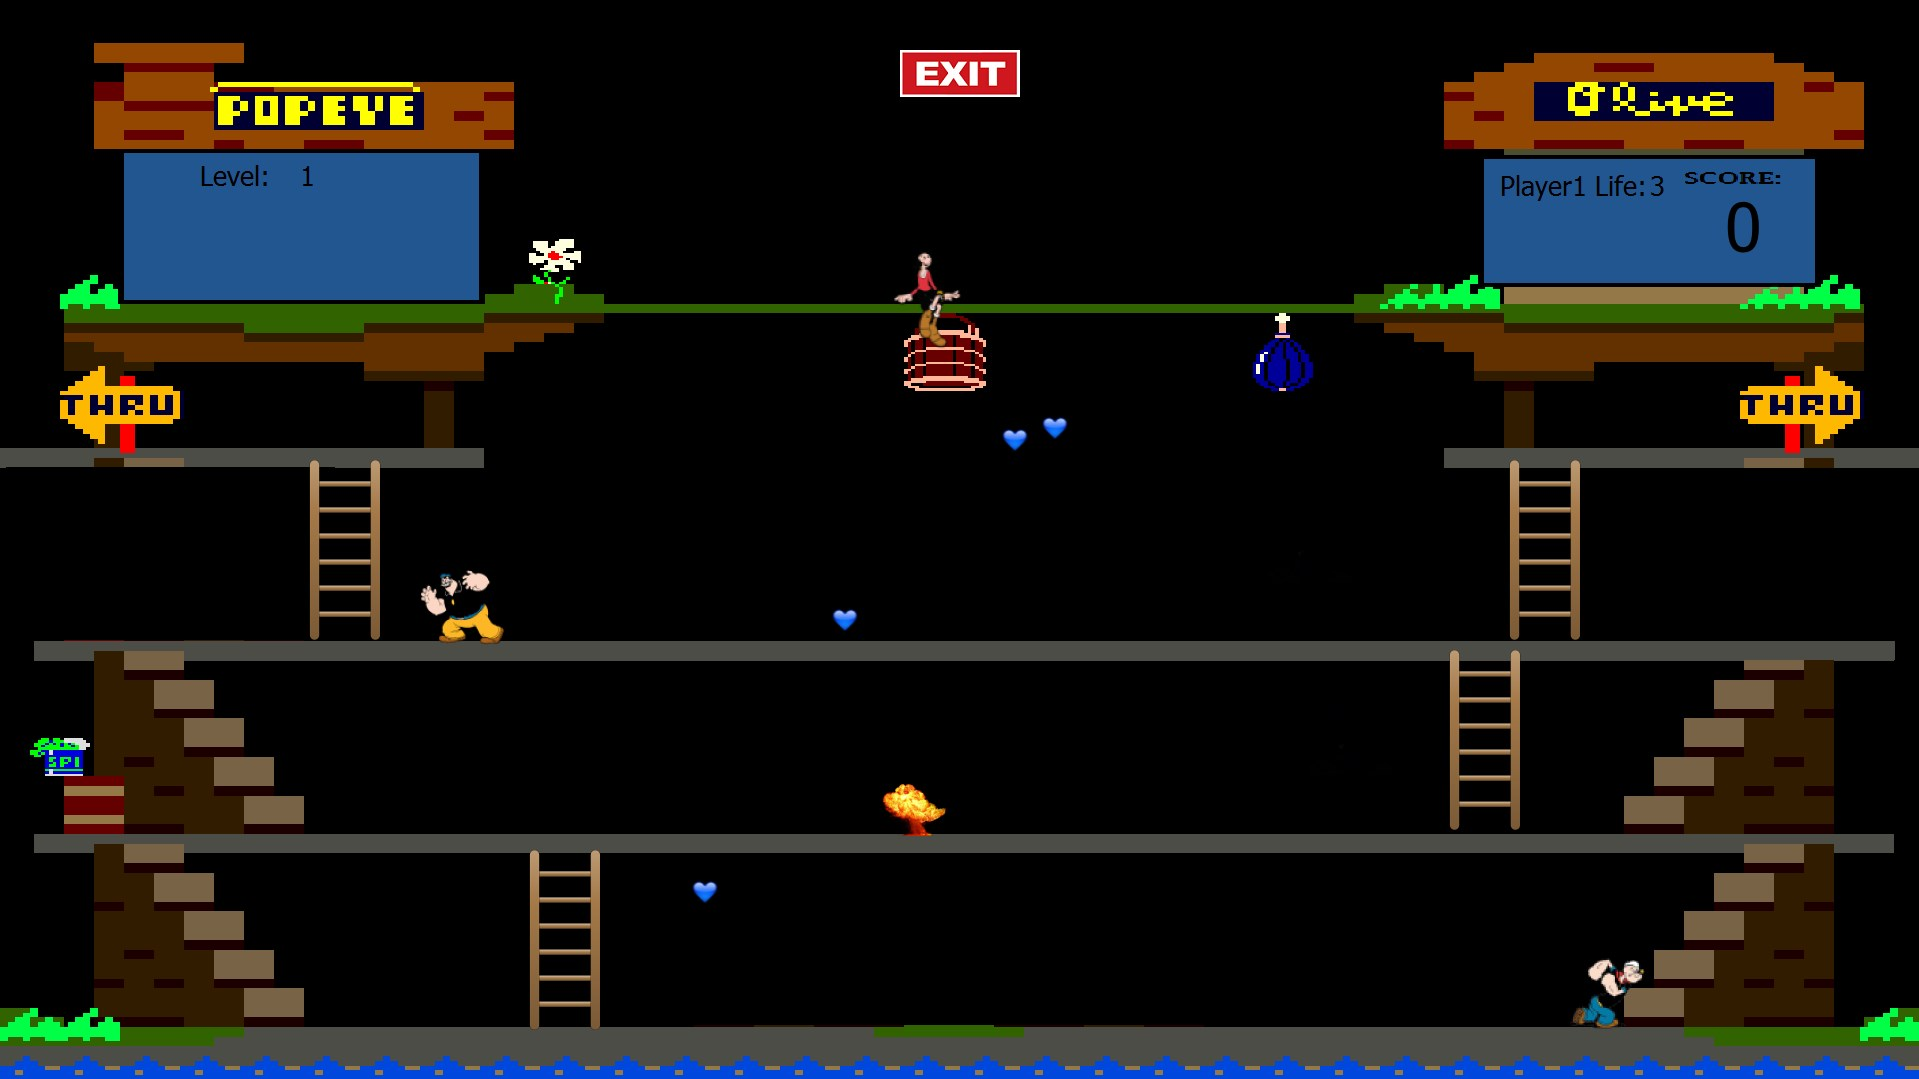 EXIT
POPEYE
Olive
Level: 1
Player1 Life: 3 SCORE:
0
THRU
THRU
SPI